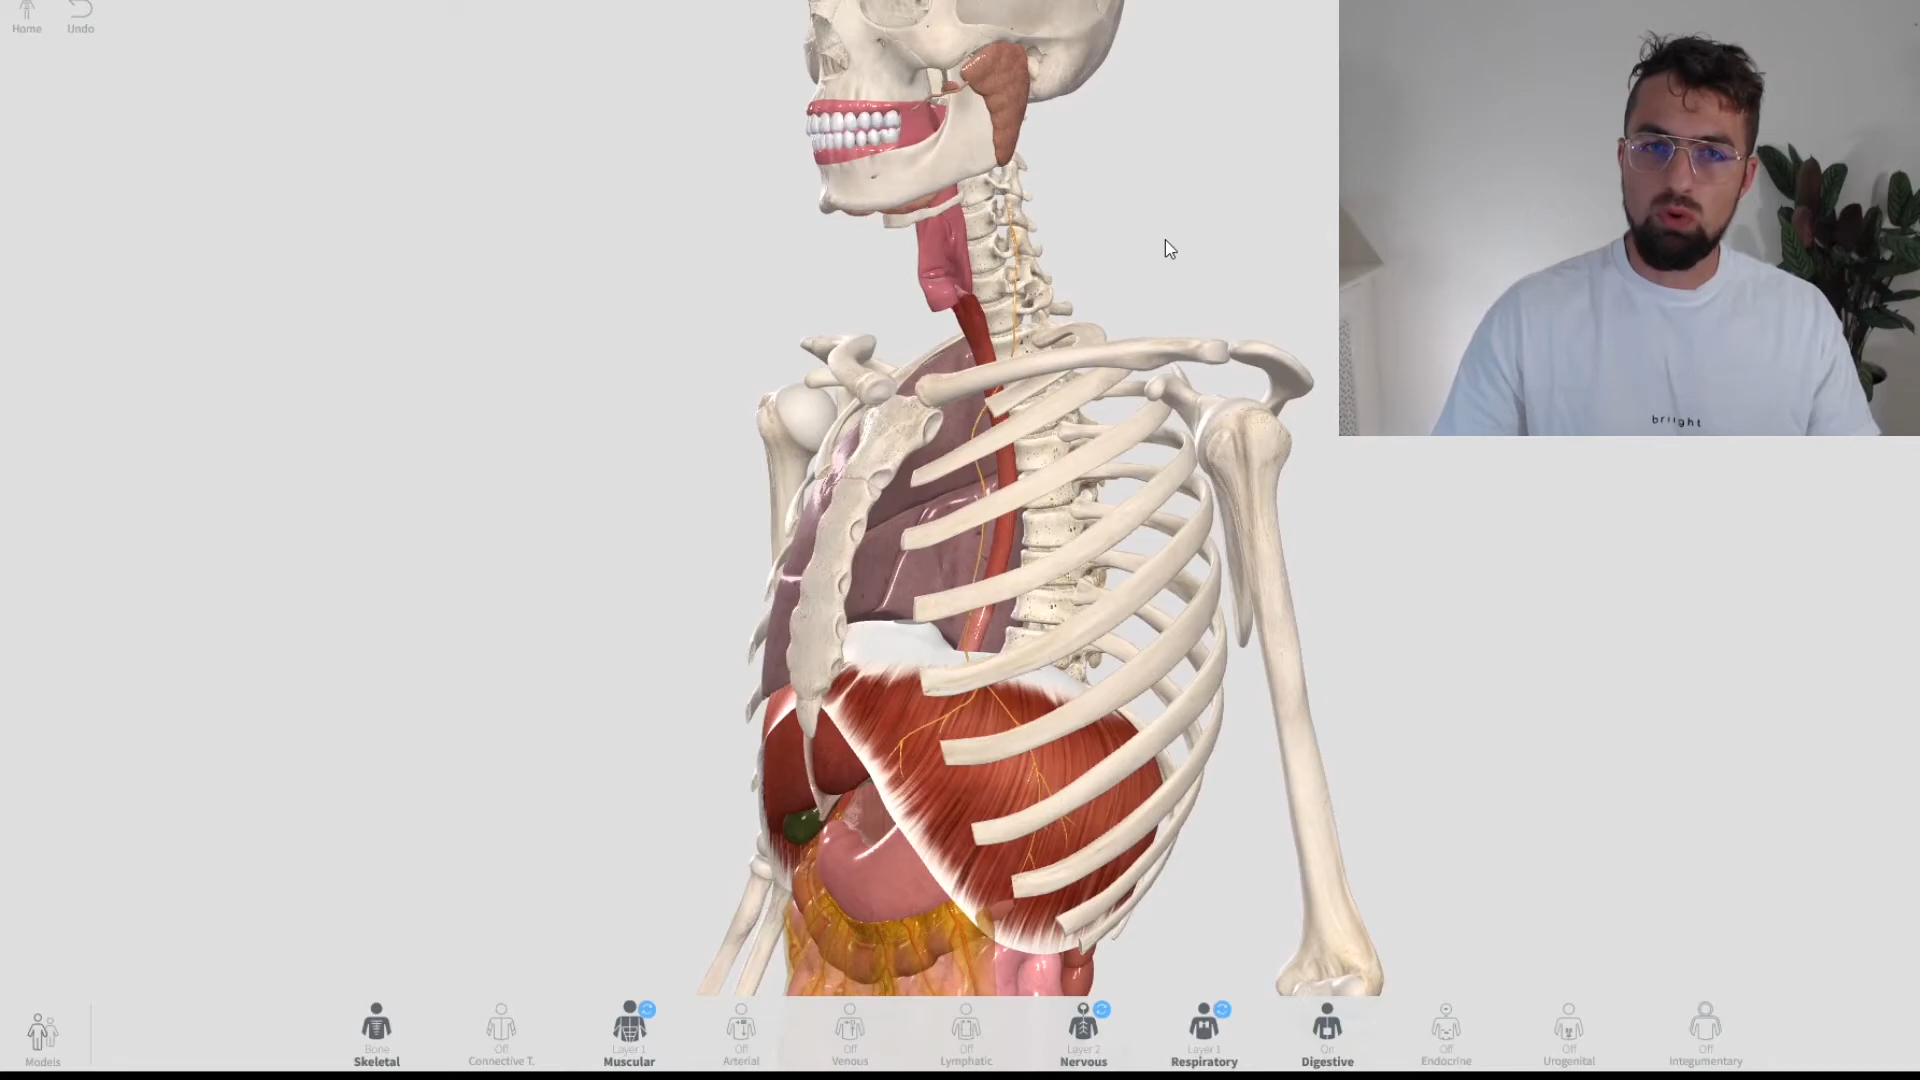 Home
Undo
briight
Models
Bone
Skeletal
Off
Connective T.
Layer 1
Muscular
Off
Arterial
Off
Venous
Off
Lymphatic
Layer 2
Nervous
Layer 1
Respiratory
On
Digestive
Off
Endocrine
Off
Urogenital
Off
Integumentary